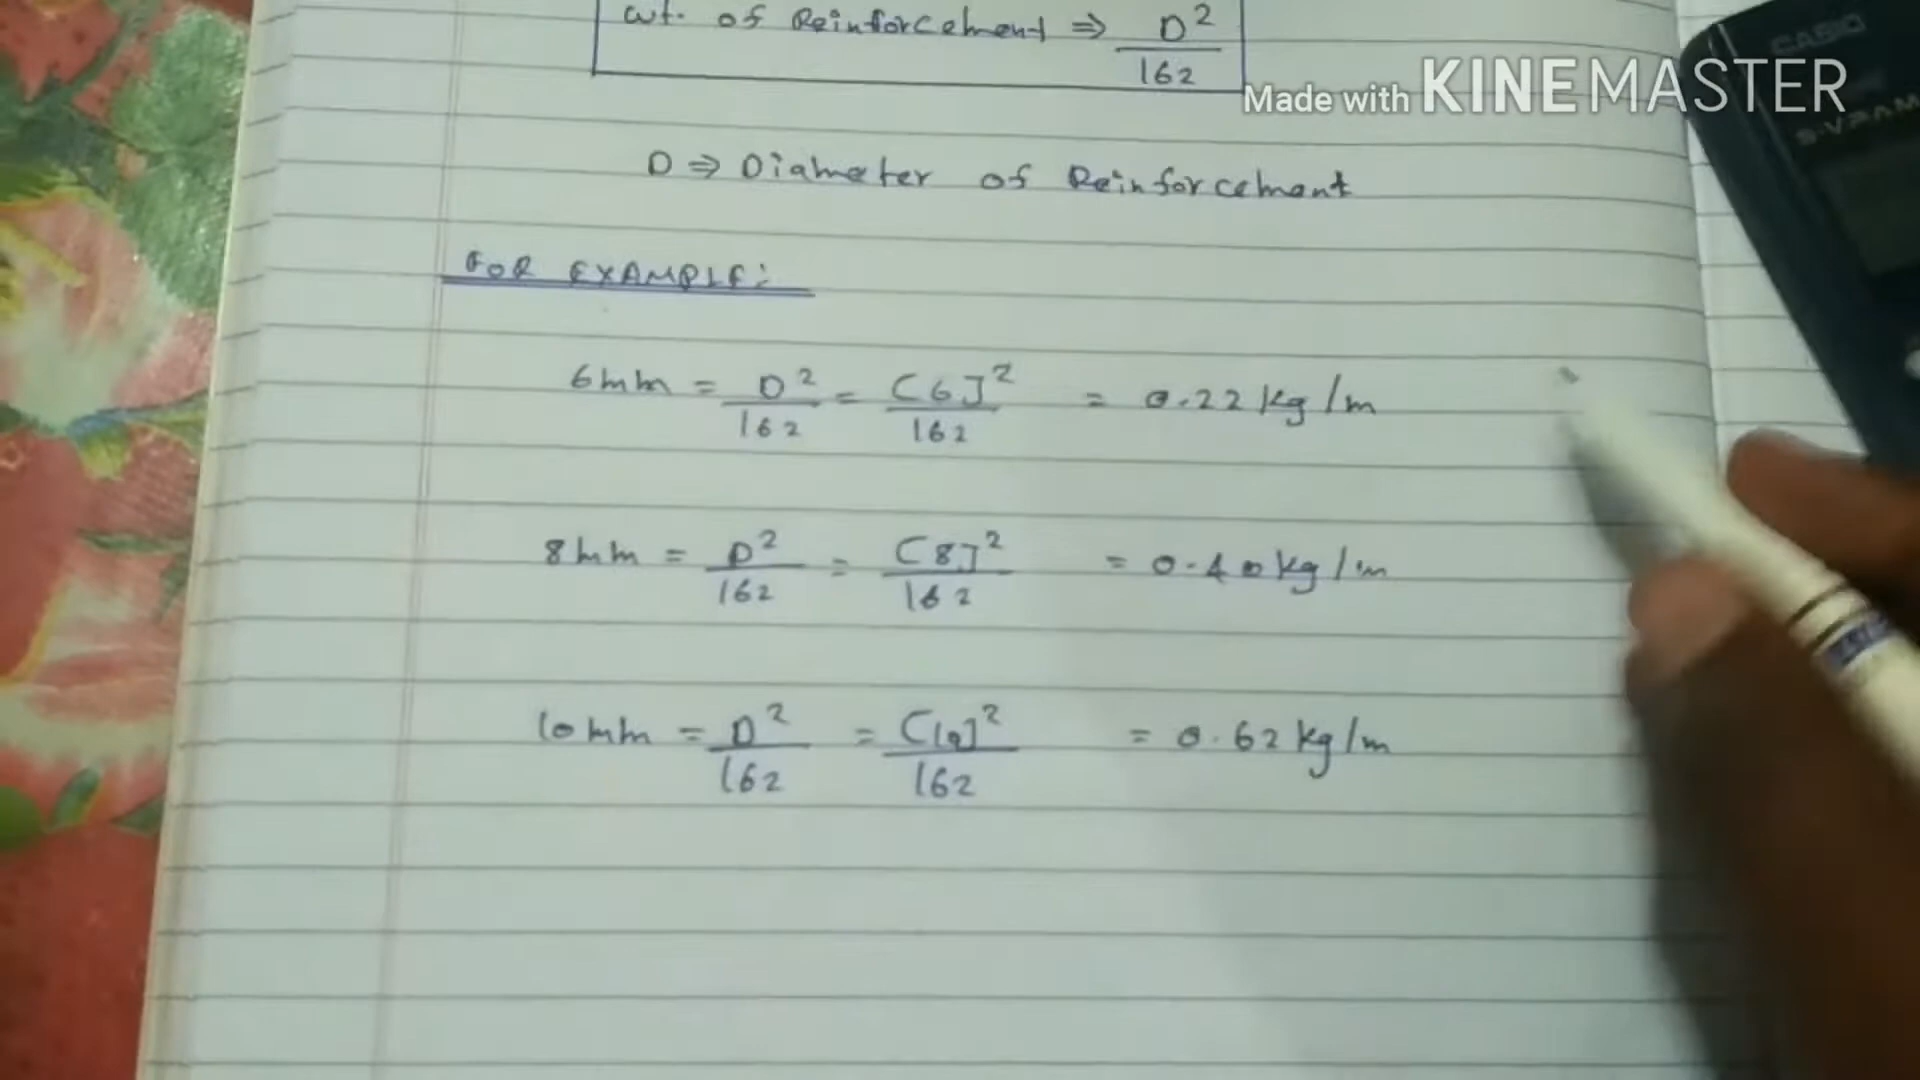 wt. of Reinforcement ⇒ D²/162
Made with KINEMASTER
CASIO
S-V.P.A.M
D ⇒ Diameter of Reinforcement
FOR EXAMPLE:
6mm = D²/162 = [6]²/162 = 0.22 kg/m
8mm = D²/162 = [8]²/162 = 0.40 kg/m
10mm = D²/162 = [10]²/162 = 0.62 kg/m